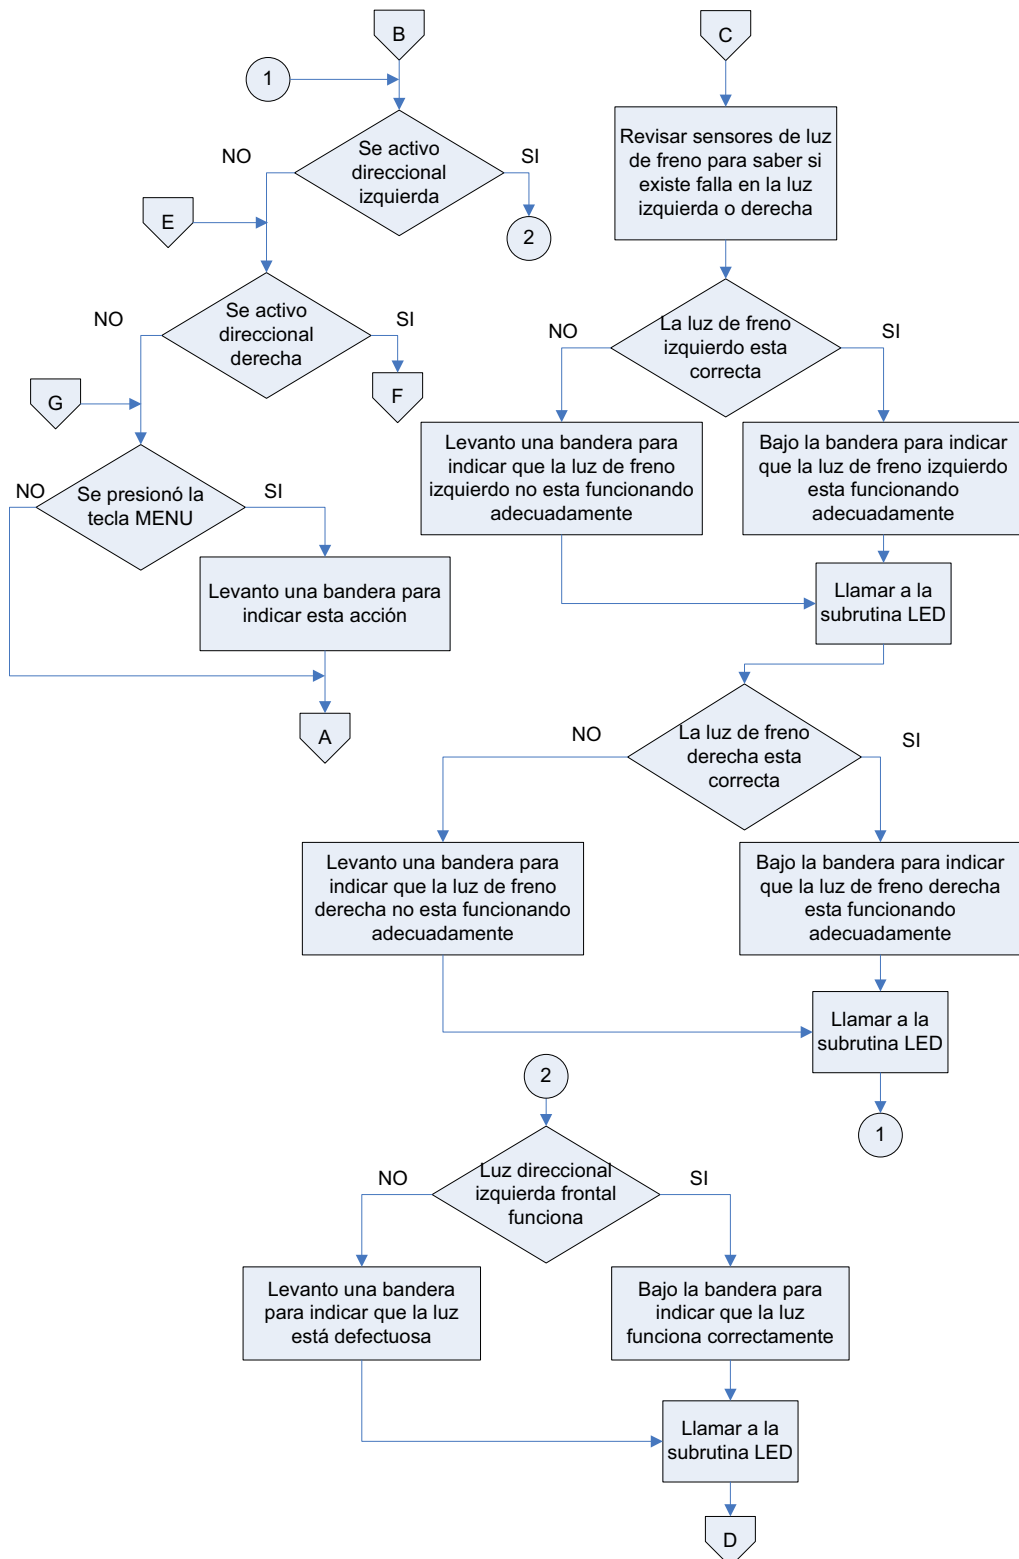 B
1
Se activo
direccional
izquierda
NO
SI
E
2
Se activo
direccional
derecha
NO
SI
G
F
Se presionó la
tecla MENU
NO
SI
Levanto una bandera para
indicar esta acción
A
C
Revisar sensores de luz
de freno para saber si
existe falla en la luz
izquierda o derecha
La luz de freno
izquierdo esta
correcta
NO
SI
Levanto una bandera para
indicar que la luz de freno
izquierdo no esta funcionando
adecuadamente
Bajo la bandera para indicar
que la luz de freno izquierdo
esta funcionando
adecuadamente
Llamar a la
subrutina LED
La luz de freno
derecha esta
correcta
NO
SI
Levanto una bandera para
indicar que la luz de freno
derecha no esta funcionando
adecuadamente
Bajo la bandera para indicar
que la luz de freno derecha
esta funcionando
adecuadamente
Llamar a la
subrutina LED
1
2
Luz direccional
izquierda frontal
funciona
NO
SI
Levanto una bandera
para indicar que la luz
está defectuosa
Bajo la bandera para
indicar que la luz
funciona correctamente
Llamar a la
subrutina LED
D